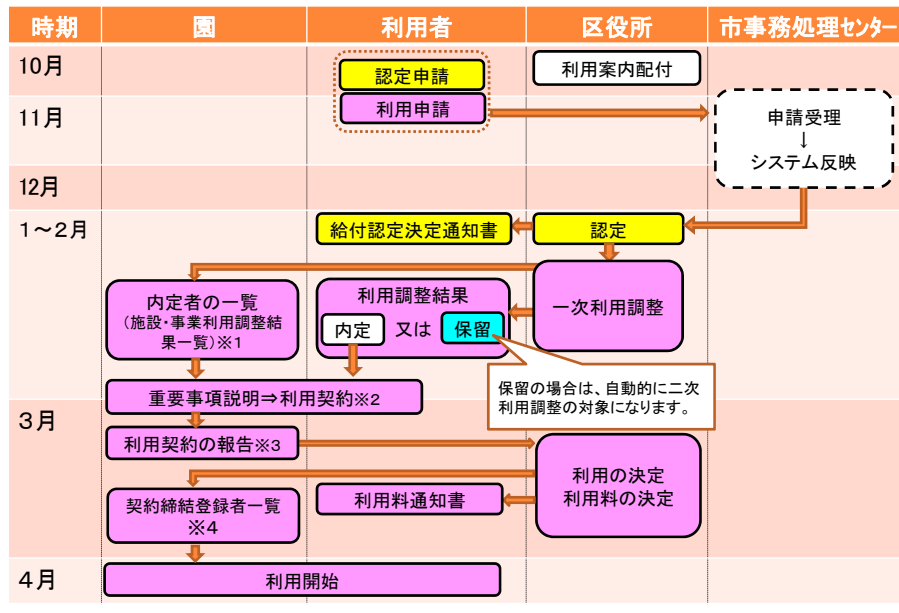 時期 園 利用者 区役所 市事務処理センター
10月
認定申請
利用案内配付
利用申請
11月
申請受理
↓
システム反映
12月
1～2月
給付認定決定通知書
認定
内定者の一覧
(施設・事業利用調整結
果一覧)※1
利用調整結果
内定 又は 保留
一次利用調整
保留の場合は、自動的に二次
利用調整の対象になります。
重要事項説明⇒利用契約※2
3月
利用契約の報告※3
利用の決定
利用料の決定
契約締結登録者一覧
※4
利用料通知書
4月
利用開始